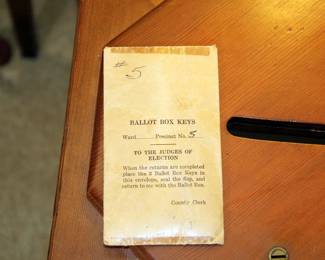 # 5
BALLOT BOX KEYS
Ward Precinct No. 5
TO THE JUDGES OF
ELECTION
When the returns are completed
place the 2 Ballot Box Keys in
this envelope, seal the flap, and
return to me with the Ballot Box.
County Clerk